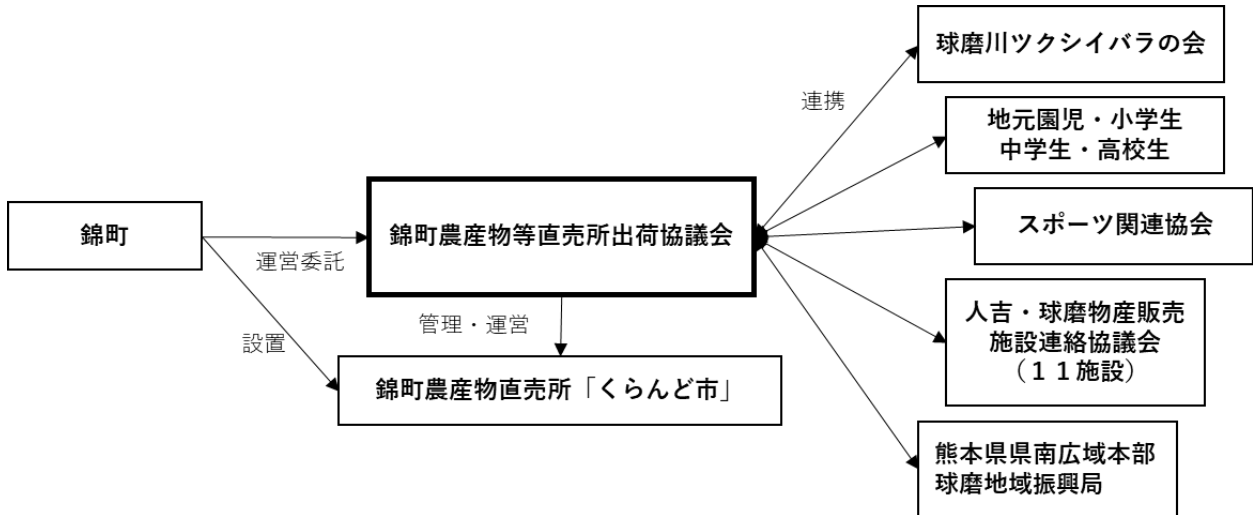 球磨川ツクシイバラの会
連携
地元園児・小学生
中学生・高校生
錦町
運営委託
錦町農産物等直売所出荷協議会
スポーツ関連協会
設置
管理・運営
人吉・球磨物産販売
施設連絡協議会
（１１施設）
錦町農産物直売所「くらんど市」
熊本県県南広域本部
球磨地域振興局